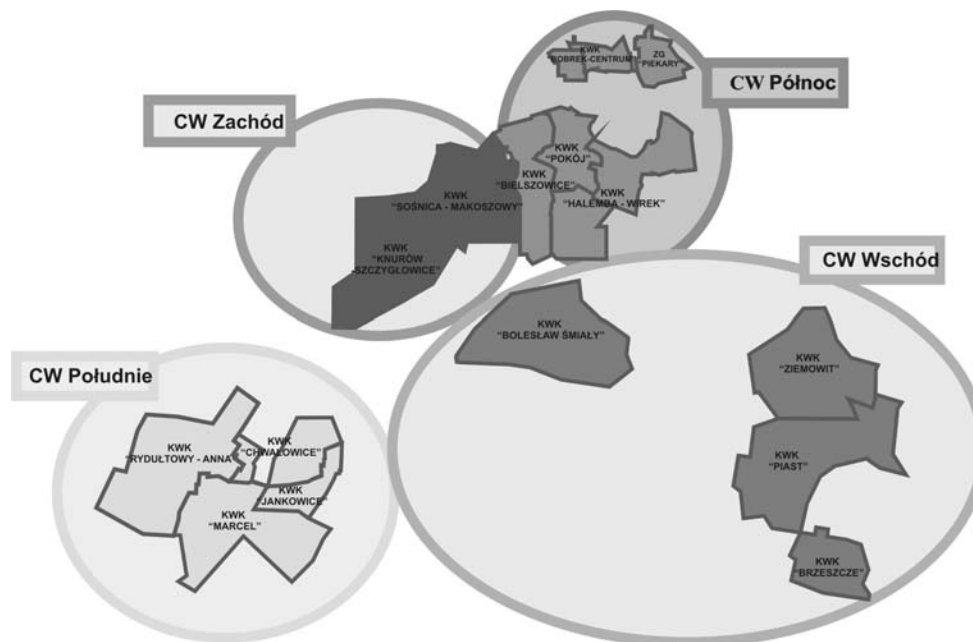 KWK
"BOBREK-CENTRUM"
ZG
"PIEKARY"
CW Północ
CW Zachód
KWK
"POKÓJ"
KWK
"BIELSZOWICE"
KWK
"HALEMBA - WIREK"
KWK
"SOŚNICA - MAKOSZOWY"
KWK
"KNURÓW
SZCZYGŁOWICE"
CW Wschód
KWK
"BOLESŁAW ŚMIAŁY"
KWK
"ZIEMOWIT"
KWK
"PIAST"
KWK
"BRZESZCZE"
CW Południe
KWK
"RYDUŁTOWY - ANNA"
KWK
"CHWAŁOWICE"
KWK
"JANKOWICE"
KWK
"MARCEL"